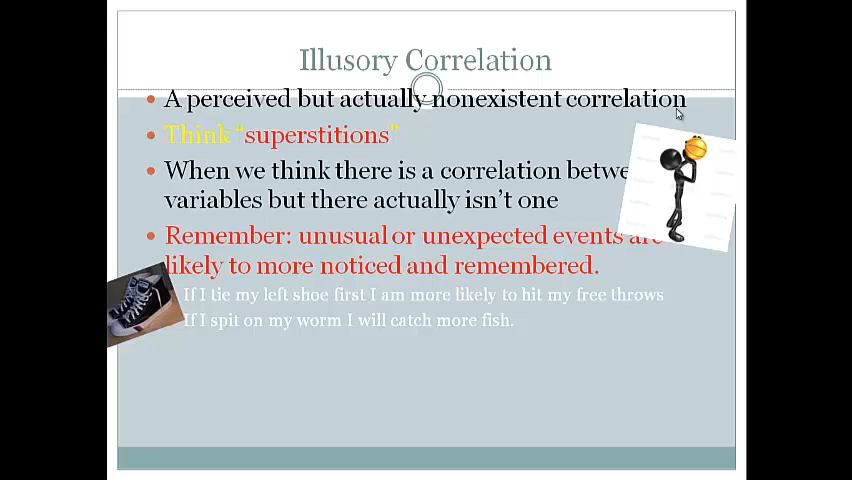 Illusory Correlation
A perceived but actually nonexistent correlation
Think "superstitions"
When we think there is a correlation betwe
variables but there actually isn't one
Remember: unusual or unexpected events are
likely to more noticed and remembered.
If I tie my left shoe first I am more likely to hit my free throws
If I spit on my worm I will catch more fish.